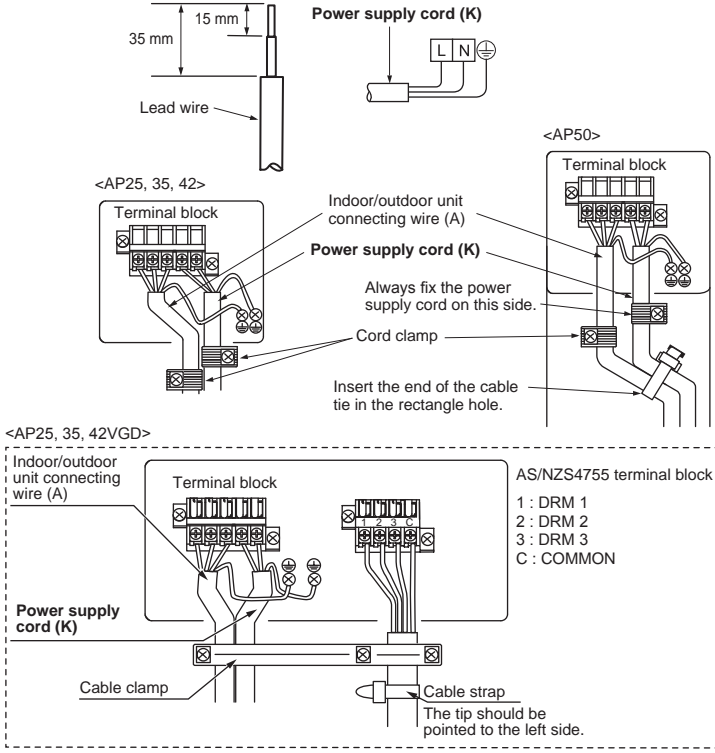 15 mm
35 mm
Lead wire
Power supply cord (K)
L N
<AP25, 35, 42>
Terminal block
Indoor/outdoor unit
connecting wire (A)
Power supply cord (K)
Always fix the power
supply cord on this side.
Cord clamp
Insert the end of the cable
tie in the rectangle hole.
<AP50>
Terminal block
<AP25, 35, 42VGD>
Indoor/outdoor
unit connecting
wire (A)
Terminal block
1 2 3 C
AS/NZS4755 terminal block
1 : DRM 1
2 : DRM 2
3 : DRM 3
C : COMMON
Power supply
cord (K)
Cable clamp
Cable strap
The tip should be
pointed to the left side.